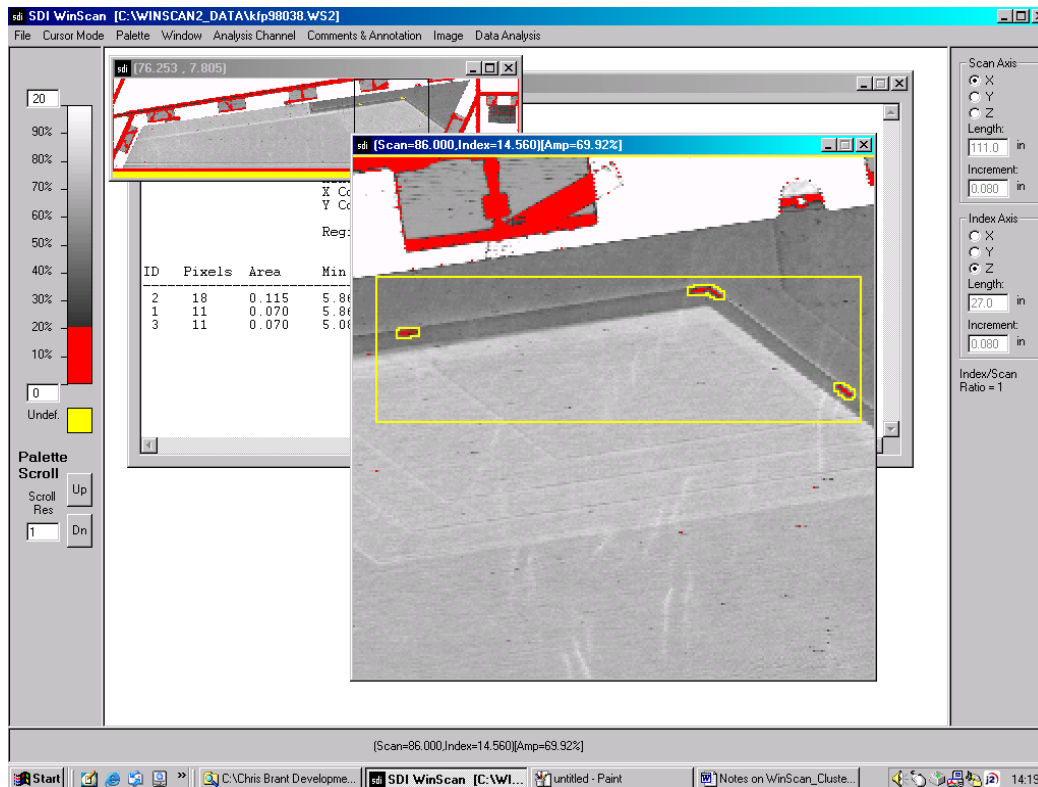 SDI WinScan [C:\WINSCAN2_DATA\kfp98038.WS2]
File Cursor Mode Palette Window Analysis Channel Comments & Annotation Image Data Analysis
20
90%
80%
70%
60%
50%
40%
30%
20%
10%
0
Undef.
Palette
Scroll
Scroll
Res
Up
1
Dn
(76.253 , 7.805)
X Co
Y Co
Reg:
ID Pixels Area Min
2 18 0.115 5.86
1 11 0.070 5.86
3 11 0.070 5.08
(Scan=86.000,Index=14.560)[Amp=69.92%]
Scan Axis
X
Y
Z
Length:
111.0 in
Increment:
0.080 in
Index Axis
X
Y
Z
Length:
27.0 in
Increment:
0.080 in
Index/Scan
Ratio = 1
(Scan=86.000,Index=14.560)[Amp=69.92%]
Start
C:\Chris Brant Developme...
SDI WinScan [C:\WI...
untitled - Paint
Notes on WinScan_Cluste...
14:19